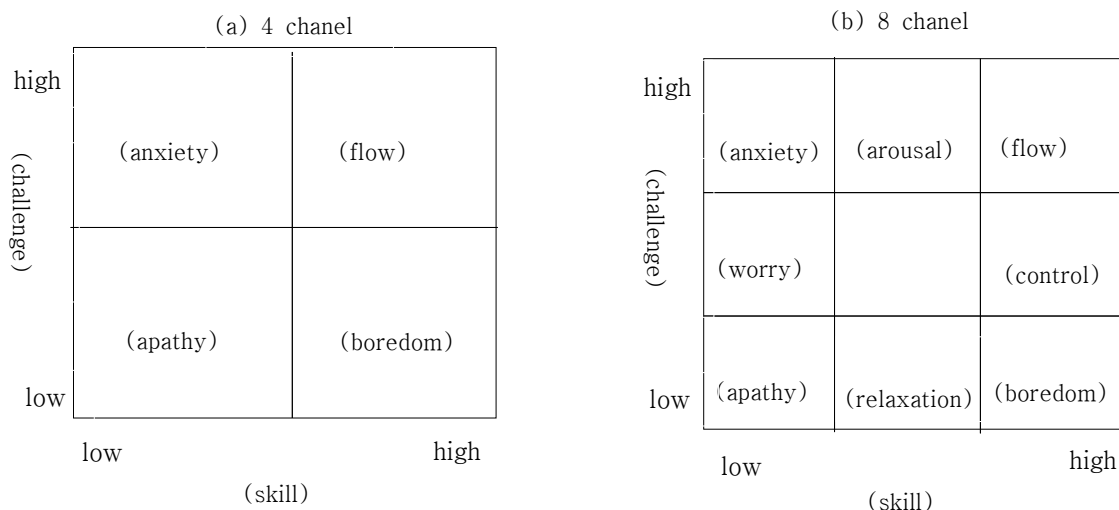 (a) 4 chanel
high
(challenge)
(anxiety) (flow)
(apathy) (boredom)
low
low high
(skill)
(b) 8 chanel
high
(challenge)
(anxiety) (arousal) (flow)
(worry) (control)
(apathy) (relaxation) (boredom)
low
low high
(skill)